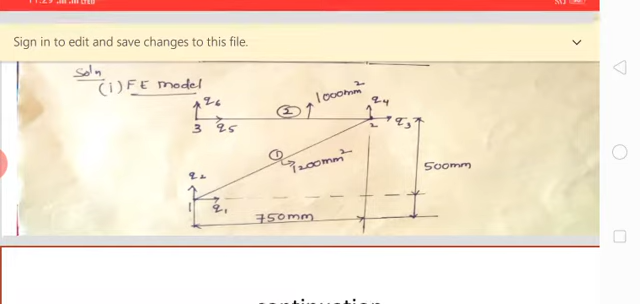 Sign in to edit and save changes to this file.
Soln
(i) FE model
q6
3 q5
2
1000mm²
q4
2 q3
1
1200mm²
500mm
q2
1 q1
750mm